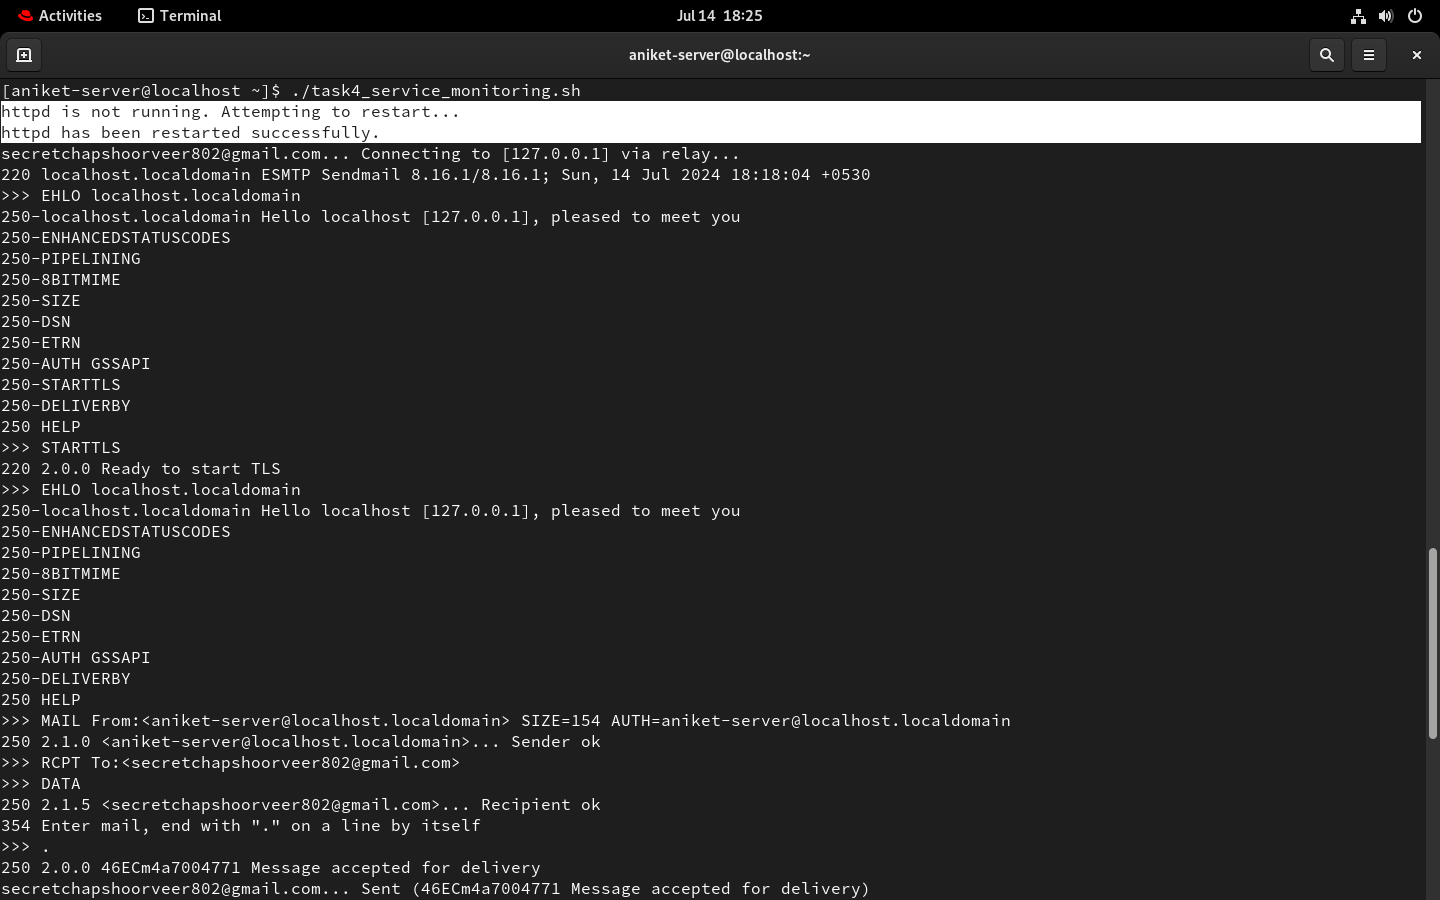 Activities
Terminal
Jul 14 18:25
aniket-server@localhost:~
[aniket-server@localhost ~]$ ./task4_service_monitoring.sh
httpd is not running. Attempting to restart...
httpd has been restarted successfully.
secretchapshoorveer802@gmail.com... Connecting to [127.0.0.1] via relay...
220 localhost.localdomain ESMTP Sendmail 8.16.1/8.16.1; Sun, 14 Jul 2024 18:18:04 +0530
>>> EHLO localhost.localdomain
250-localhost.localdomain Hello localhost [127.0.0.1], pleased to meet you
250-ENHANCEDSTATUSCODES
250-PIPELINING
250-8BITMIME
250-SIZE
250-DSN
250-ETRN
250-AUTH GSSAPI
250-STARTTLS
250-DELIVERBY
250 HELP
>>> STARTTLS
220 2.0.0 Ready to start TLS
>>> EHLO localhost.localdomain
250-localhost.localdomain Hello localhost [127.0.0.1], pleased to meet you
250-ENHANCEDSTATUSCODES
250-PIPELINING
250-8BITMIME
250-SIZE
250-DSN
250-ETRN
250-AUTH GSSAPI
250-DELIVERBY
250 HELP
>>> MAIL From:<aniket-server@localhost.localdomain> SIZE=154 AUTH=aniket-server@localhost.localdomain
250 2.1.0 <aniket-server@localhost.localdomain>... Sender ok
>>> RCPT To:<secretchapshoorveer802@gmail.com>
>>> DATA
250 2.1.5 <secretchapshoorveer802@gmail.com>... Recipient ok
354 Enter mail, end with "." on a line by itself
>>> .
250 2.0.0 46ECm4a7004771 Message accepted for delivery
secretchapshoorveer802@gmail.com... Sent (46ECm4a7004771 Message accepted for delivery)